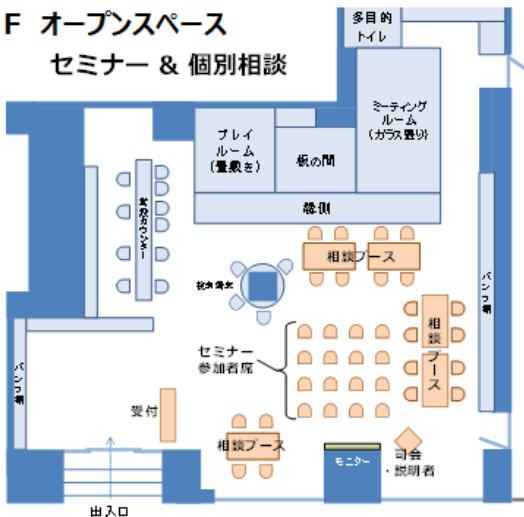 F オープンスペース
セミナー & 個別相談
多目的
トイレ
ミーティング
ルーム
(ガラス張り)
プレイ
ルーム
(畳敷き)
板の間
縁側
相談ブース
カウンター
セミナー
参加者席
相談
ブース
パンフ棚
パンフ棚
受付
相談ブース
モニター
司会
・説明者
出入口